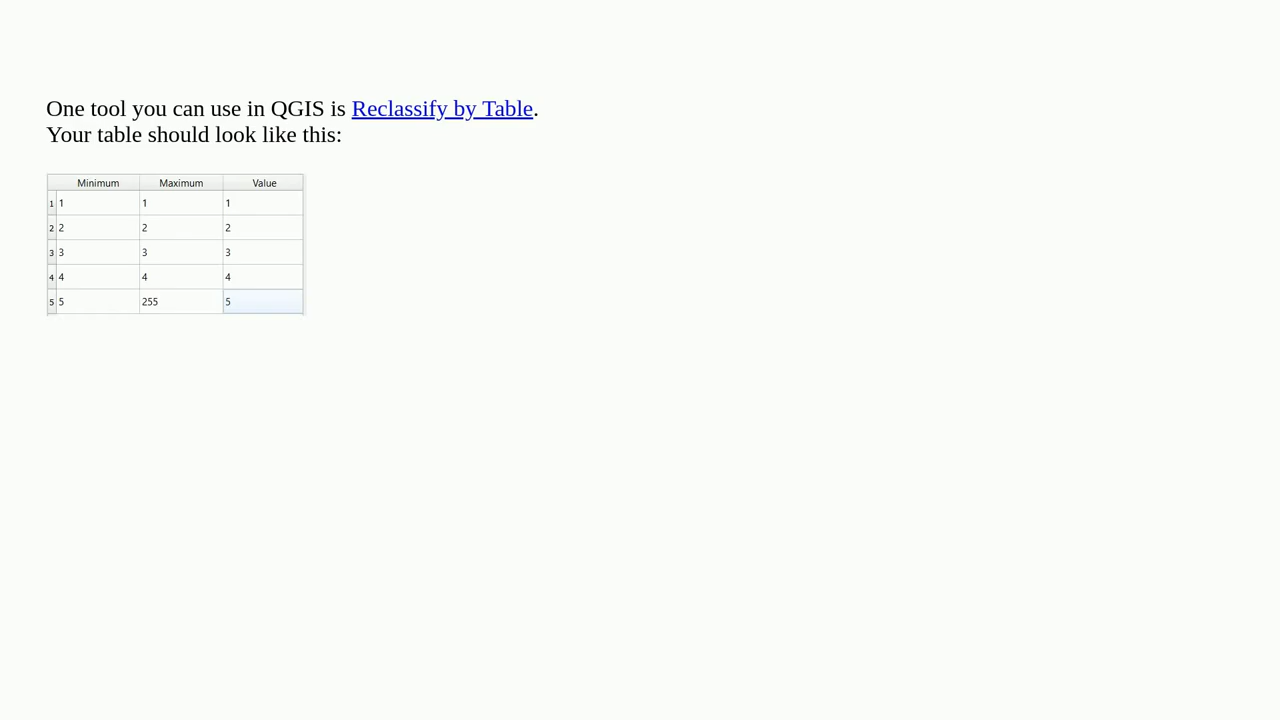 One tool you can use in QGIS is Reclassify by Table.
Your table should look like this:
Minimum Maximum Value
1 1 1 1
2 2 2 2
3 3 3 3
4 4 4 4
5 5 255 5